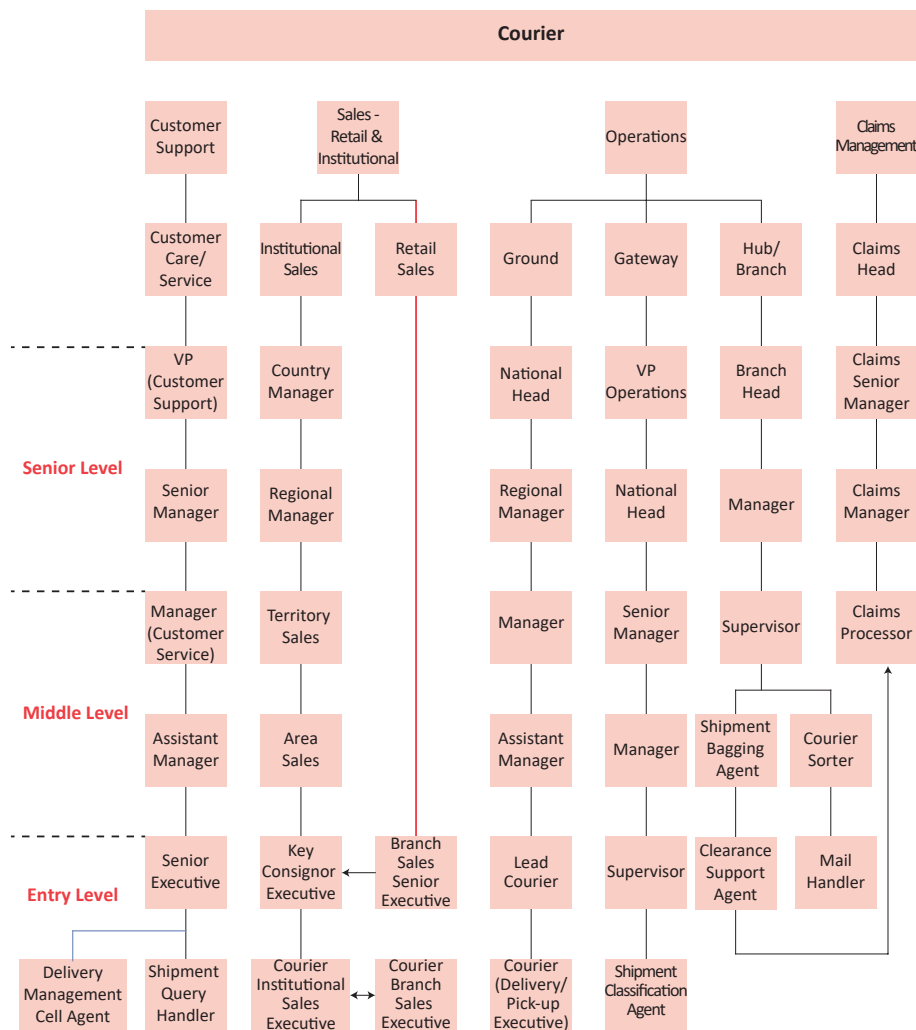 Courier
Customer
Support
Sales -
Retail &
Institutional
Operations
Claims
Management
Customer
Care/
Service
Institutional
Sales
Retail
Sales
Ground
Gateway
Hub/
Branch
Claims
Head
VP
(Customer
Support)
Country
Manager
National
Head
VP
Operations
Branch
Head
Claims
Senior
Manager
Senior Level
Senior
Manager
Regional
Manager
Regional
Manager
National
Head
Manager
Claims
Manager
Manager
(Customer
Service)
Territory
Sales
Manager
Senior
Manager
Supervisor
Claims
Processor
Middle Level
Assistant
Manager
Area
Sales
Assistant
Manager
Manager
Shipment
Bagging
Agent
Courier
Sorter
Entry Level
Senior
Executive
Key
Consignor
Executive
Branch
Sales
Senior
Executive
Lead
Courier
Supervisor
Clearance
Support
Agent
Mail
Handler
Delivery
Management
Cell Agent
Shipment
Query
Handler
Courier
Institutional
Sales
Executive
Courier
Branch
Sales
Executive
Courier
(Delivery/
Pick-up
Executive)
Shipment
Classification
Agent